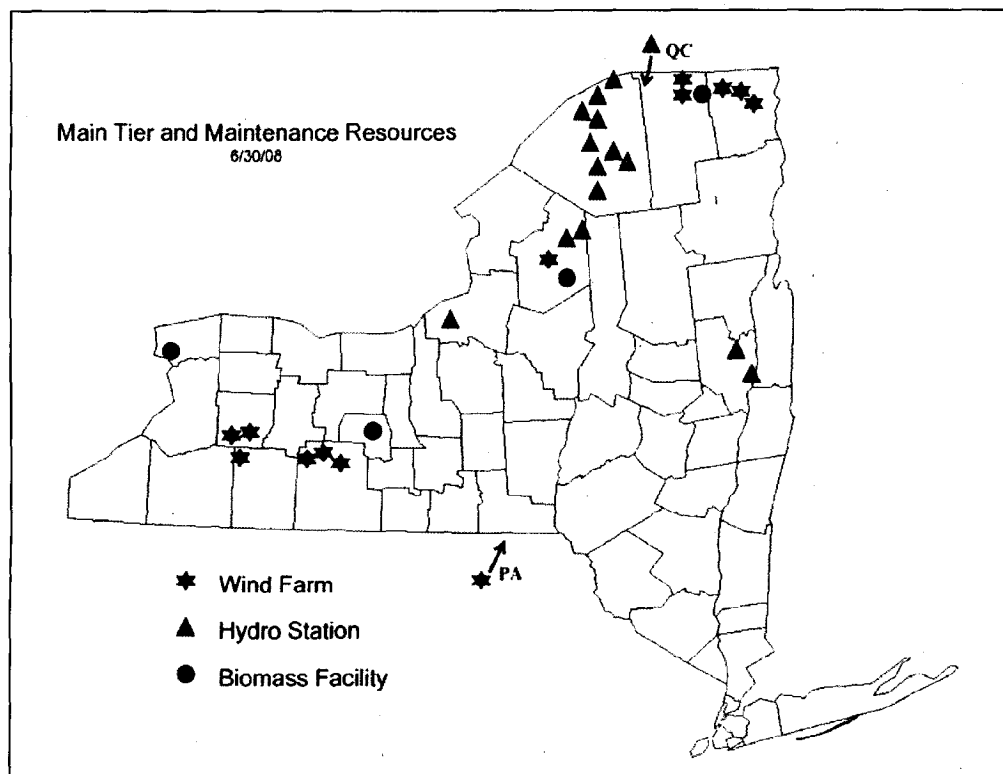 QC
Main Tier and Maintenance Resources
6/30/08
PA
Wind Farm
Hydro Station
Biomass Facility